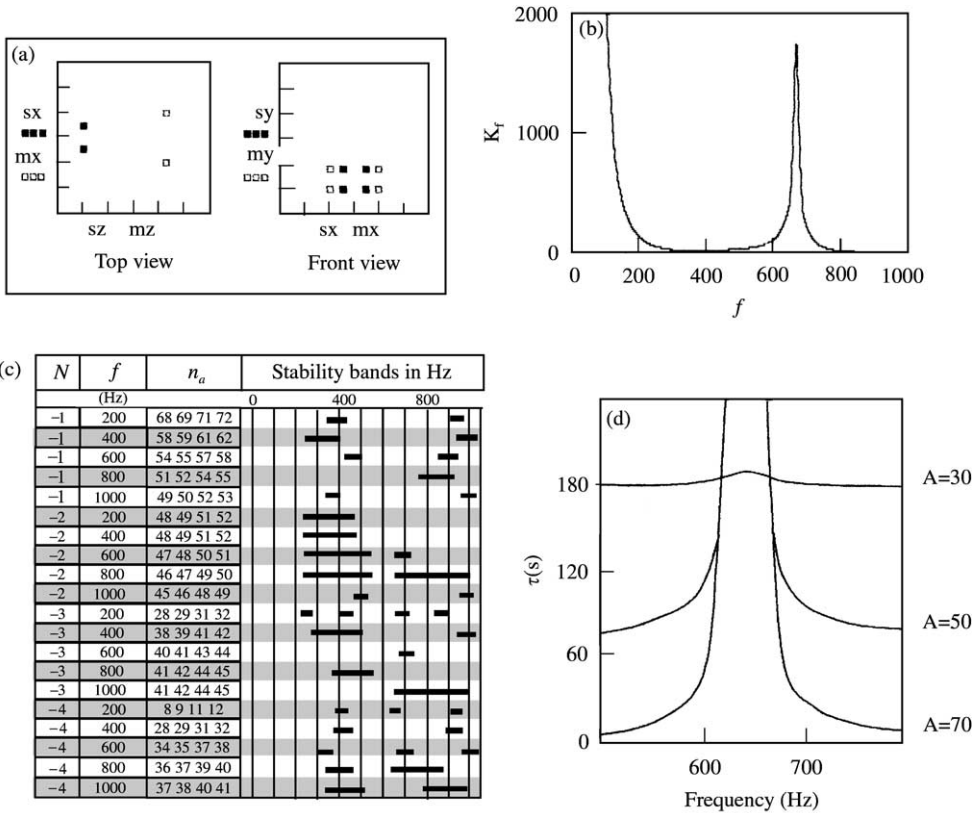 (a)
sx
mx
sz mz
Top view
sy
my
sx mx
Front view
(b)
2000
1000
0
K_f
0 200 400 600 800 1000
f
(c)
N f n_a Stability bands in Hz
(Hz) 0 400 800
−1 200 68 69 71 72
−1 400 58 59 61 62
−1 600 54 55 57 58
−1 800 51 52 54 55
−1 1000 49 50 52 53
−2 200 48 49 51 52
−2 400 48 49 51 52
−2 600 47 48 50 51
−2 800 46 47 49 50
−2 1000 45 46 48 49
−3 200 28 29 31 32
−3 400 38 39 41 42
−3 600 40 41 43 44
−3 800 41 42 44 45
−3 1000 41 42 44 45
−4 200 8 9 11 12
−4 400 28 29 31 32
−4 600 34 35 37 38
−4 800 36 37 39 40
−4 1000 37 38 40 41
(d)
180
120
60
0
τ(s)
A=30
A=50
A=70
600 700
Frequency (Hz)